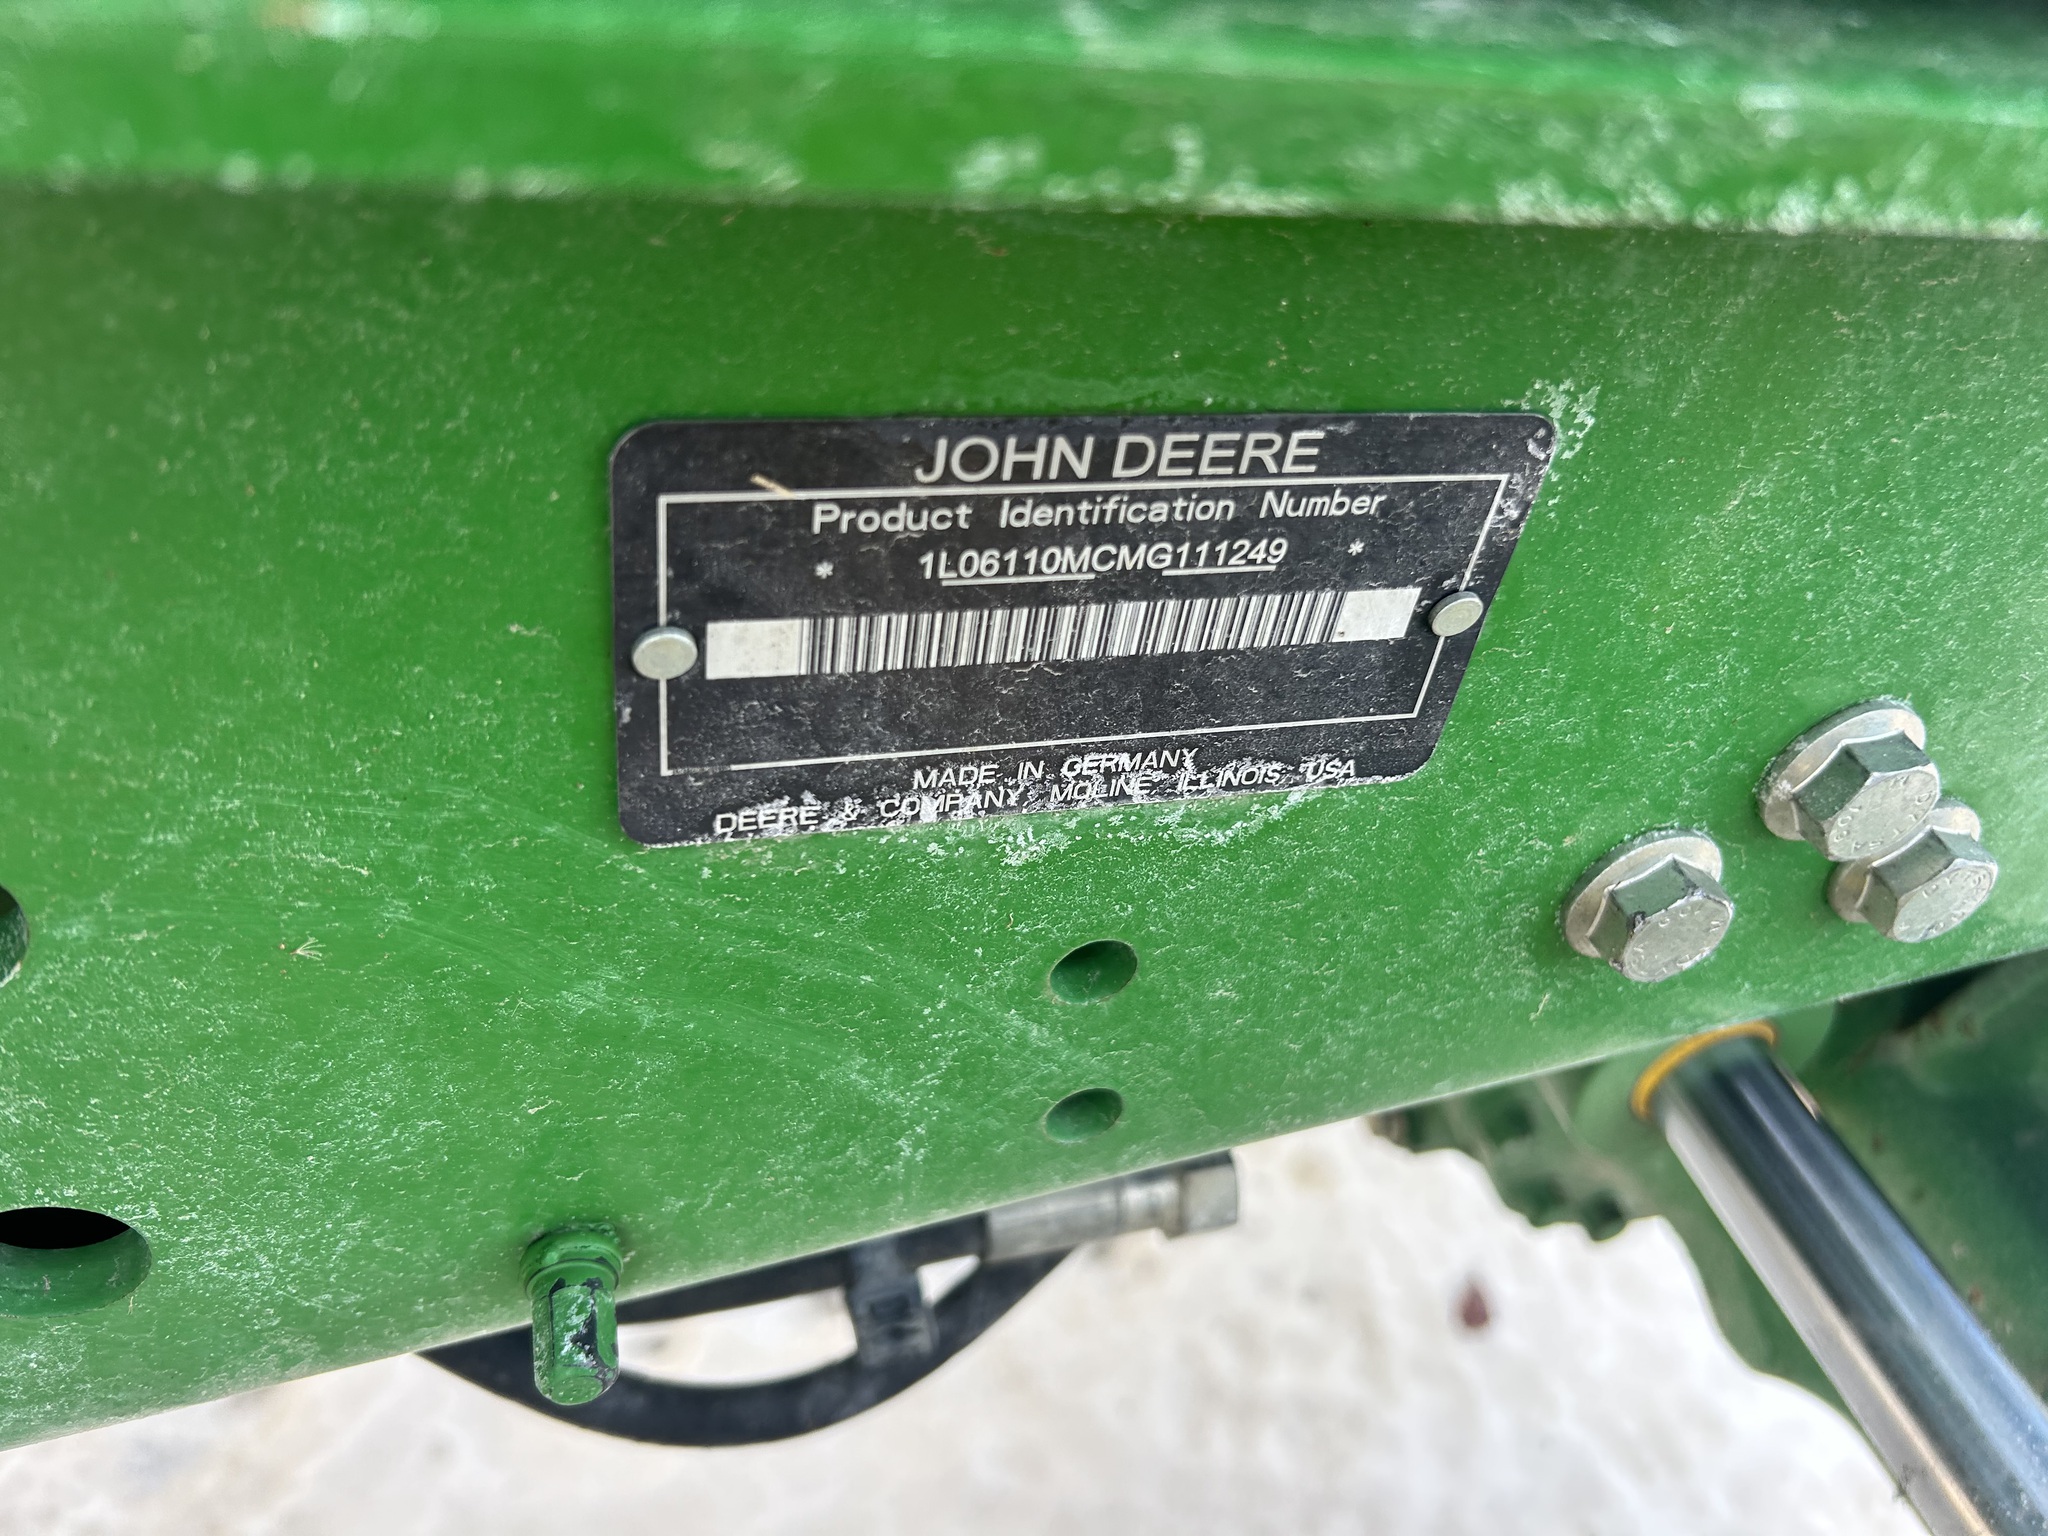 JOHN DEERE
Product Identification Number
* 1L06110MCMG111249 *
MADE IN GERMANY
DEERE & COMPANY MOLINE ILLINOIS USA